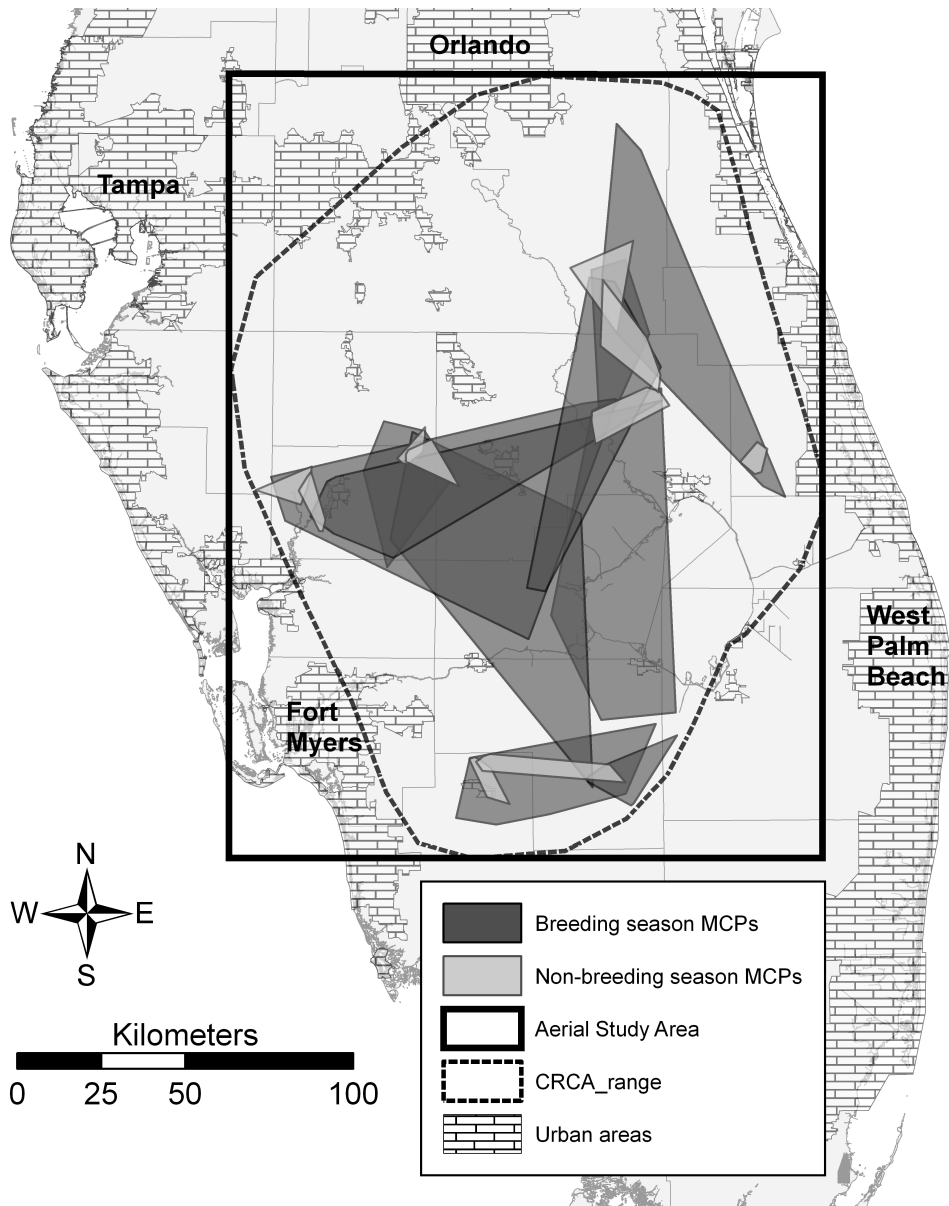 Orlando
Tampa
West
Palm
Beach
Fort
Myers
N
W E
S
Kilometers
0 25 50 100
Breeding season MCPs
Non-breeding season MCPs
Aerial Study Area
CRCA_range
Urban areas